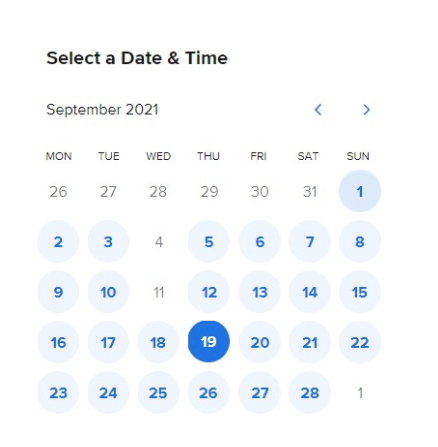 Select a Date & Time
September 2021
MON TUE WED THU FRI SAT SUN
26 27 28 29 30 31 1
2 3 4 5 6 7 8
9 10 11 12 13 14 15
16 17 18 19 20 21 22
23 24 25 26 27 28 1